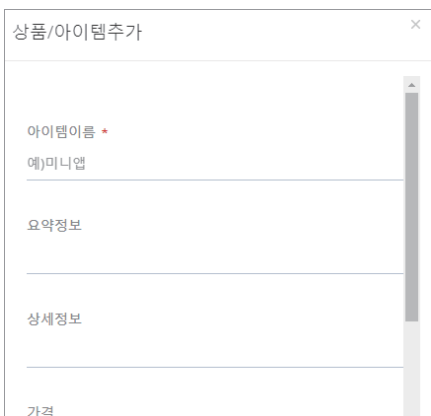 상품/아이템추가
아이템이름 *
예)미니앱
요약정보
상세정보
가격